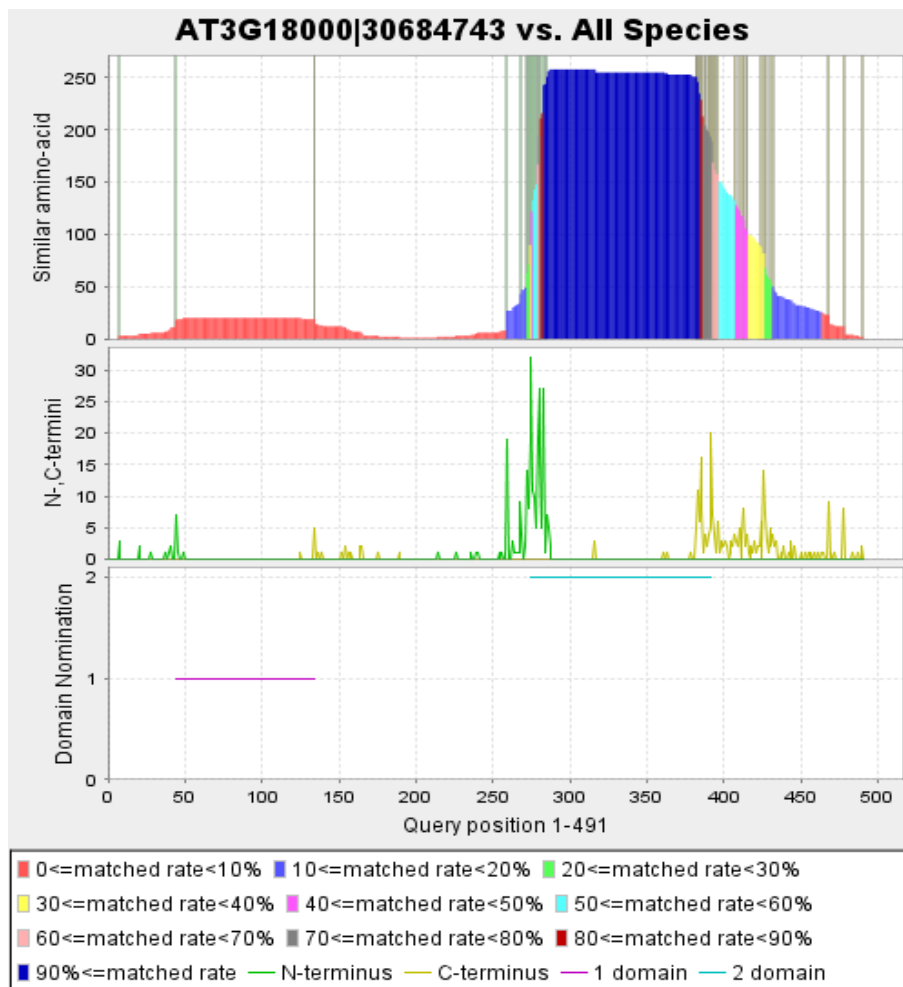 AT3G18000|30684743 vs. All Species
Similar amino-acid
250
200
150
100
50
0
N-,C-termini
30
25
20
15
10
5
0
Domain Nomination
2
1
0
0 50 100 150 200 250 300 350 400 450 500
Query position 1-491
0<=matched rate<10% 10<=matched rate<20% 20<=matched rate<30%
30<=matched rate<40% 40<=matched rate<50% 50<=matched rate<60%
60<=matched rate<70% 70<=matched rate<80% 80<=matched rate<90%
90%<=matched rate N-terminus C-terminus 1 domain 2 domain